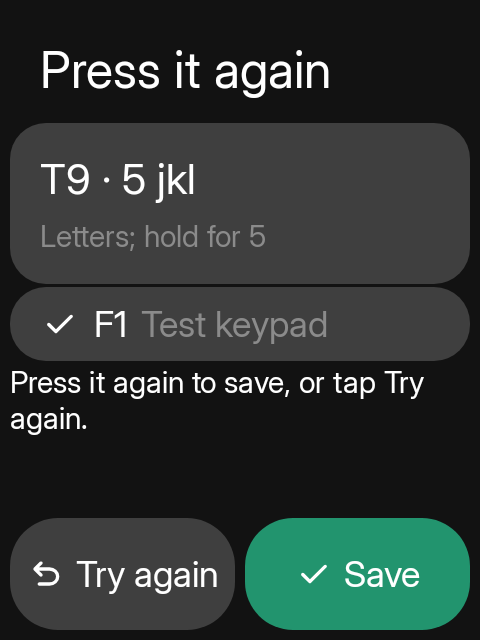 Press it again
T9 · 5 jkl
Letters; hold for 5
F1 Test keypad
Press it again to save, or tap Try
again.
Try again
Save